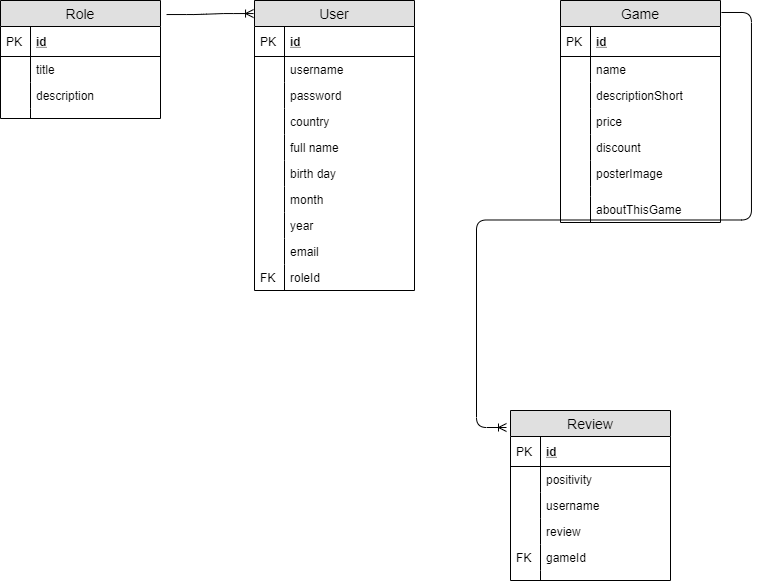 Role
PK id
title
description
User
PK id
username
password
country
full name
birth day
month
year
email
FK roleId
Game
PK id
name
descriptionShort
price
discount
posterImage
aboutThisGame
Review
PK id
positivity
username
review
FK gameId